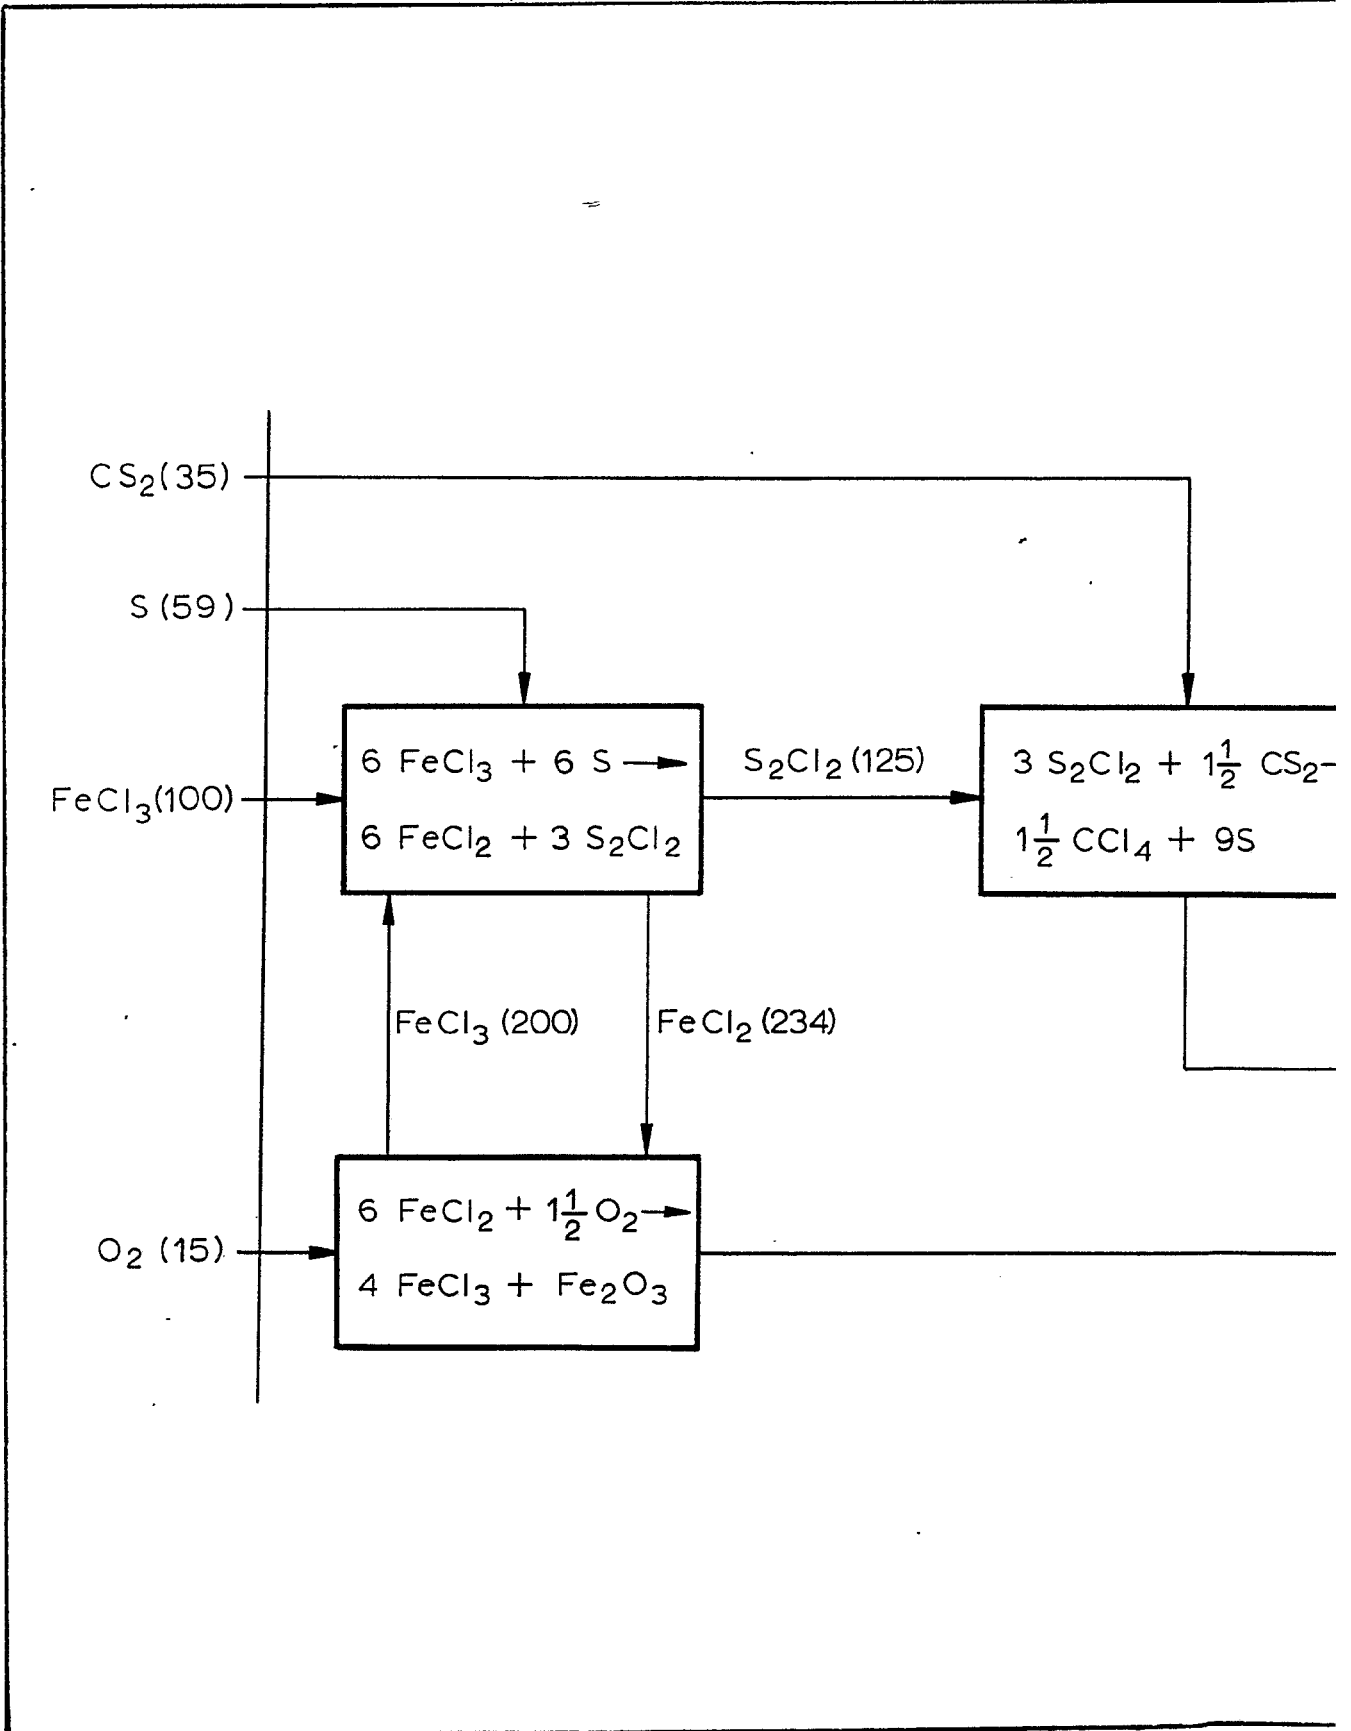 CS₂(35)
S(59)
FeCl₃(100)
6 FeCl₃ + 6 S →
6 FeCl₂ + 3 S₂Cl₂
S₂Cl₂(125)
3 S₂Cl₂ + 1½ CS₂-
1½ CCl₄ + 9S
FeCl₃(200)
FeCl₂(234)
O₂ (15)
6 FeCl₂ + 1½ O₂ →
4 FeCl₃ + Fe₂O₃